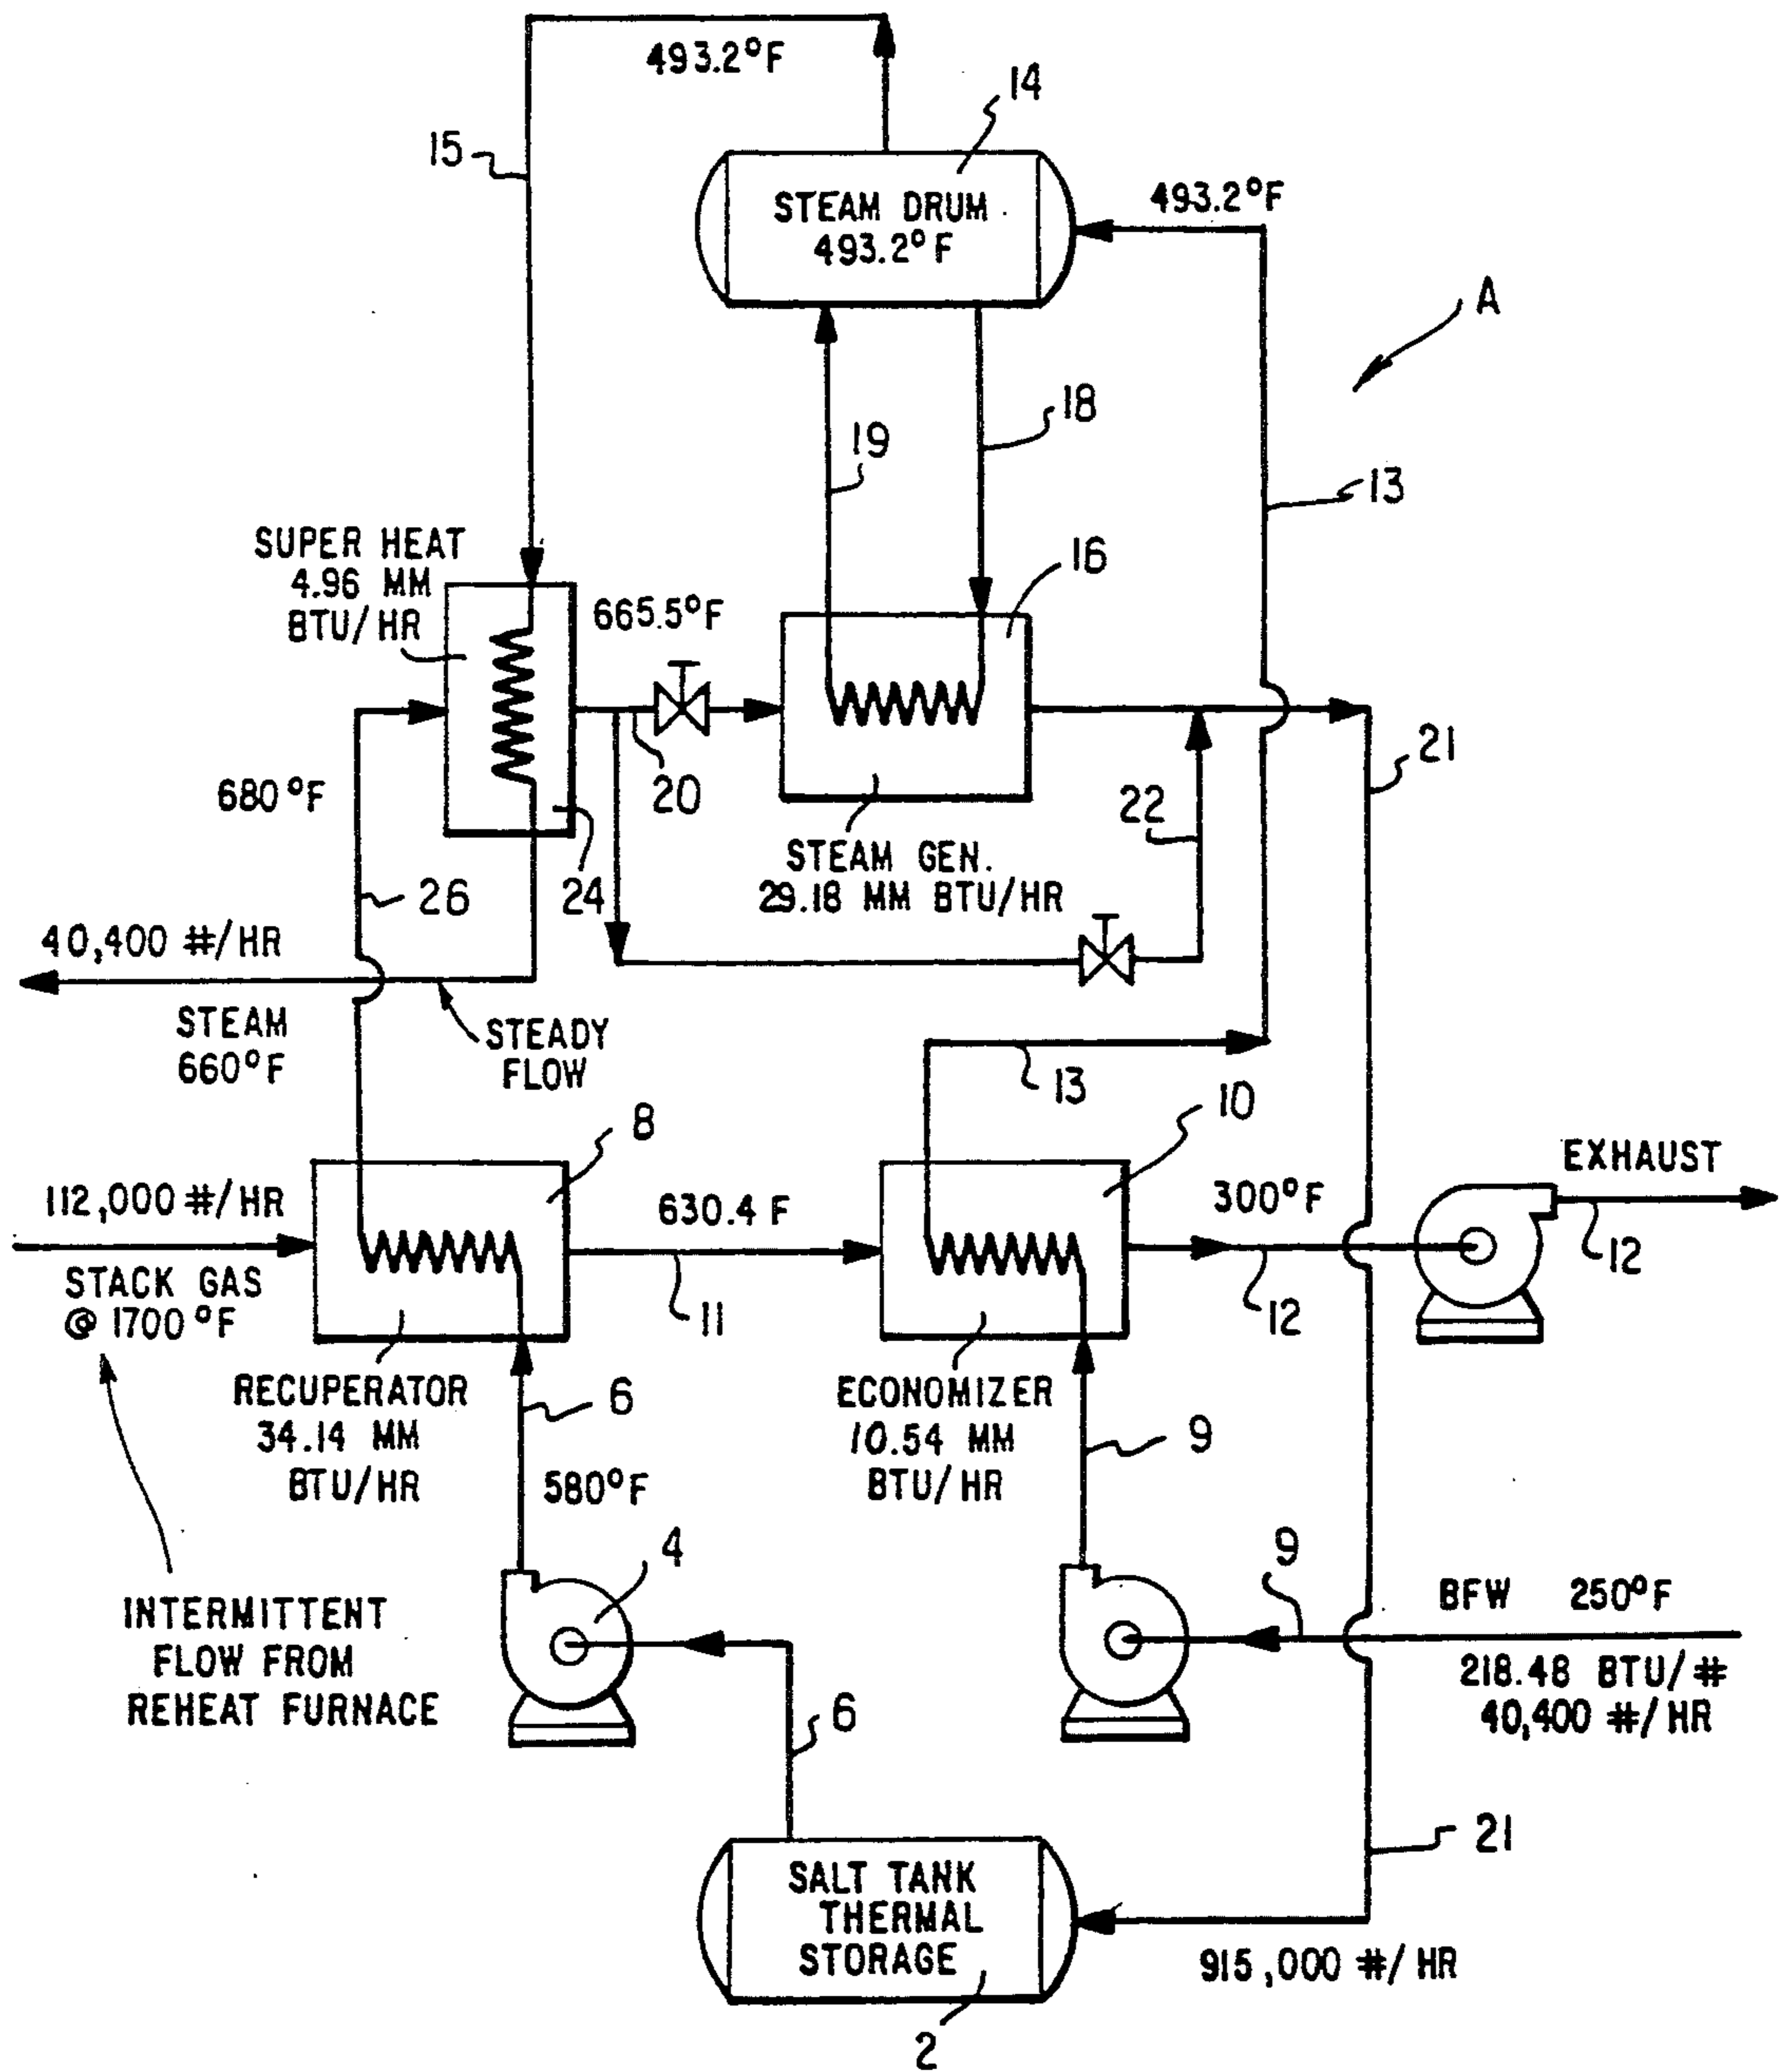 493.2°F
14
15
STEAM DRUM
493.2°F
493.2°F
A
18
19
13
SUPER HEAT
4.96 MM
BTU/HR
16
665.5°F
21
680°F
20
22
STEAM GEN.
29.18 MM BTU/HR
26
24
40,400 #/HR
STEAM
660°F
STEADY
FLOW
13
10
8
EXHAUST
112,000 #/HR
630.4 F
300°F
STACK GAS
@ 1700°F
11
12
12
RECUPERATOR
34.14 MM
BTU/HR
6
ECONOMIZER
10.54 MM
BTU/HR
9
580°F
4
9
BFW 250°F
INTERMITTENT
FLOW FROM
REHEAT FURNACE
218.48 BTU/#
40,400 #/HR
6
21
SALT TANK
THERMAL
STORAGE
915,000 #/HR
2